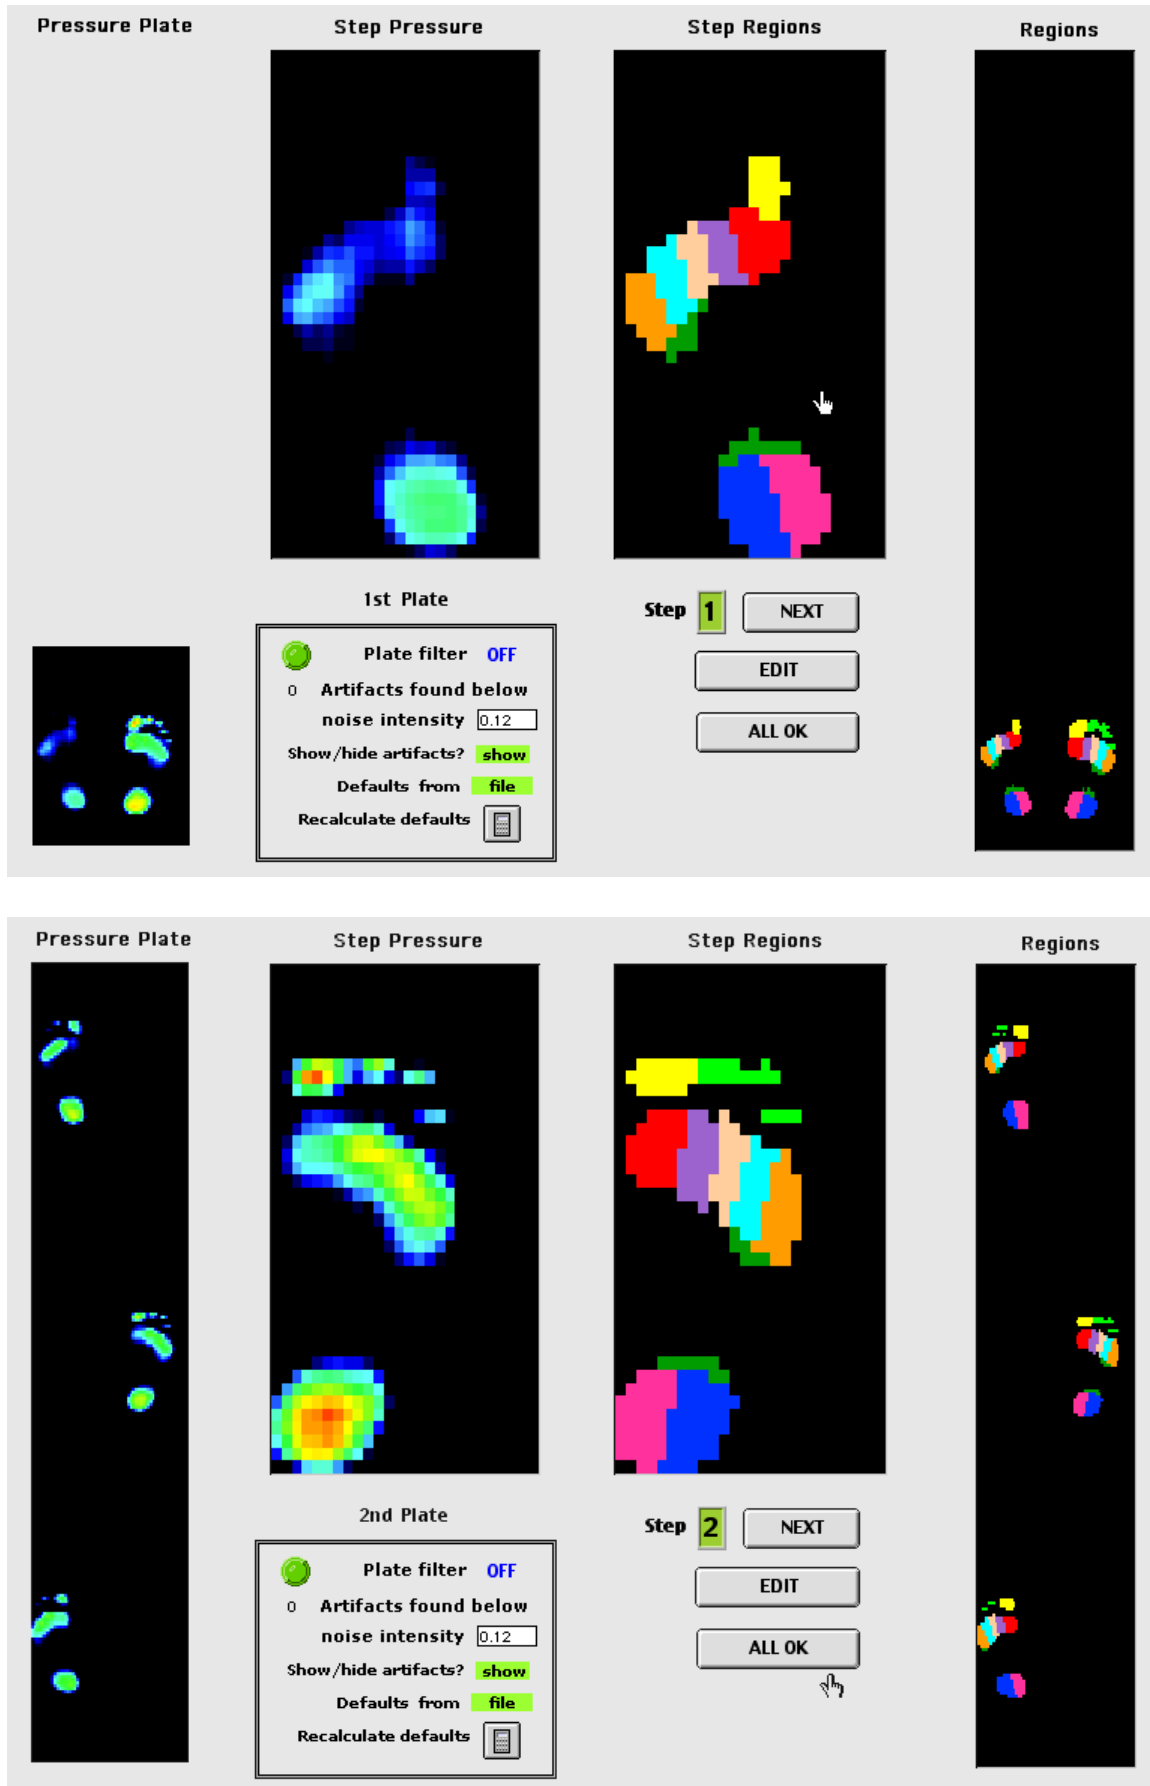 Pressure Plate
Step Pressure
Step Regions
Regions
1st Plate
Plate filter OFF
0 Artifacts found below
noise intensity 0.12
Show/hide artifacts? show
Defaults from file
Recalculate defaults
Step 1 NEXT
EDIT
ALL OK
Pressure Plate
Step Pressure
Step Regions
Regions
2nd Plate
Plate filter OFF
0 Artifacts found below
noise intensity 0.12
Show/hide artifacts? show
Defaults from file
Recalculate defaults
Step 2 NEXT
EDIT
ALL OK